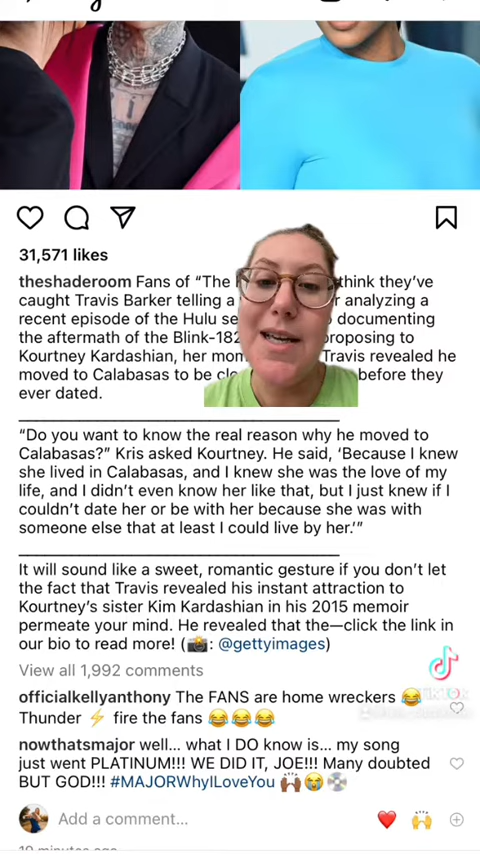 31,571 likes
theshaderoom Fans of “The think they’ve
caught Travis Barker telling a analyzing a
recent episode of the Hulu documenting
the aftermath of the Blink-182 proposing to
Kourtney Kardashian, her Travis revealed he
moved to Calabasas to be before they
ever dated.
“Do you want to know the real reason why he moved to
Calabasas?” Kris asked Kourtney. He said, ‘Because I knew
she lived in Calabasas, and I knew she was the love of my
life, and I didn’t even know her like that, but I just knew if I
couldn’t date her or be with her because she was with
someone else that at least I could live by her.’”
It will sound like a sweet, romantic gesture if you don’t let
the fact that Travis revealed his instant attraction to
Kourtney’s sister Kim Kardashian in his 2015 memoir
permeate your mind. He revealed that the—click the link in
our bio to read more! (📸: @gettyimages)
View all 1,992 comments
officialkellyanthony The FANS are home wreckers 😂
Thunder ⚡ fire the fans 😂😂😂
nowthatsmajor well... what I DO know is... my song
just went PLATINUM!!! WE DID IT, JOE!!! Many doubted
BUT GOD!!! #MAJORWhyILoveYou 🙌🏾😭💿
Add a comment...
TikTok